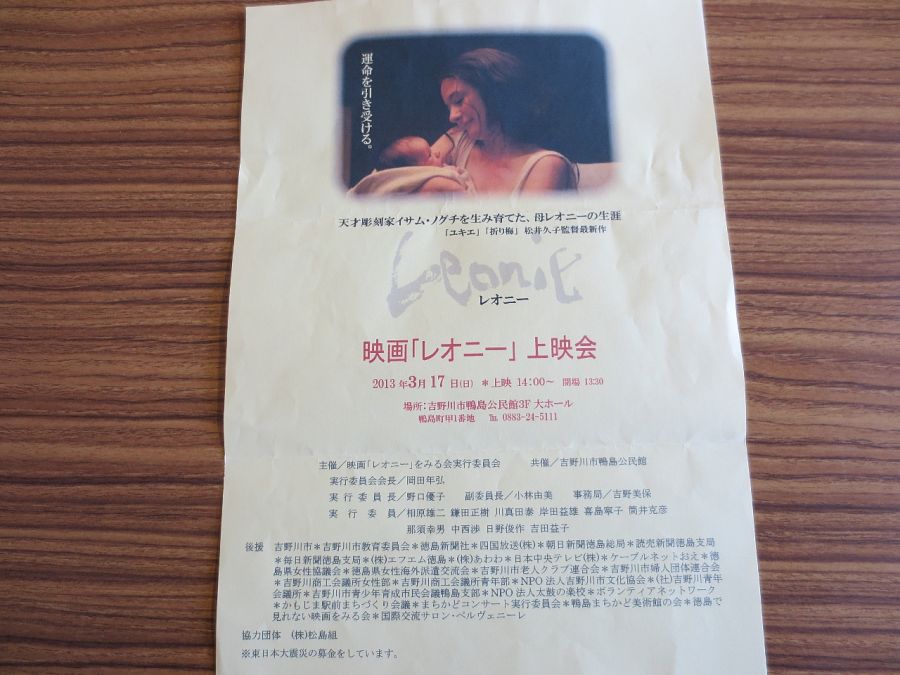 運命を引き受ける。
天才彫刻家イサム・ノグチを生み育てた、母レオニーの生涯
「ユキエ」「折り梅」 松井久子監督最新作
Leonie
レオニー
映画「レオニー」上映会
2013 年3月 17 日(日) ＊上映 14:00～ 開場 13:30
場所：吉野川市鴨島公民館3F 大ホール
鴨島町甲1番地 ℡ 0883-24-5111
主催／映画「レオニー」をみる会実行委員会 共催／吉野川市鴨島公民館
実行委員会会長／岡田年弘
実 行 委 員 長／野口優子 副委員長／小林由美 事務局／吉野美保
実 行 委 員／相原雄二 鎌田正樹 川真田泰 岸田益雄 喜島寧子 筒井克彦
那須幸男 中西渉 日野俊作 吉田益子
後援 吉野川市＊吉野川市教育委員会＊徳島新聞社＊四国放送(株)＊朝日新聞徳島総局＊読売新聞徳島支局
＊毎日新聞徳島支局＊(株)エフエム徳島＊(株)あわわ＊日本中央テレビ(株)＊ケーブルネットおえ＊徳
島県女性協議会＊徳島県女性海外派遣交流会＊吉野川市老人クラブ連合会＊吉野川市婦人団体連合会
＊吉野川商工会議所女性部＊吉野川商工会議所青年部＊NPO 法人吉野川市文化協会＊(社)吉野川青年
会議所＊吉野川市青少年育成市民会議鴨島支部＊NPO 法人太鼓の楽校＊ボランティアネットワーク
＊かもじま駅前まちづくり会議＊まちかどコンサート実行委員会＊鴨島まちかど美術館の会＊徳島で
見れない映画をみる会＊国際交流サロン・ベルヴェニーレ
協力団体 (株)松島組
※東日本大震災の募金をしています。